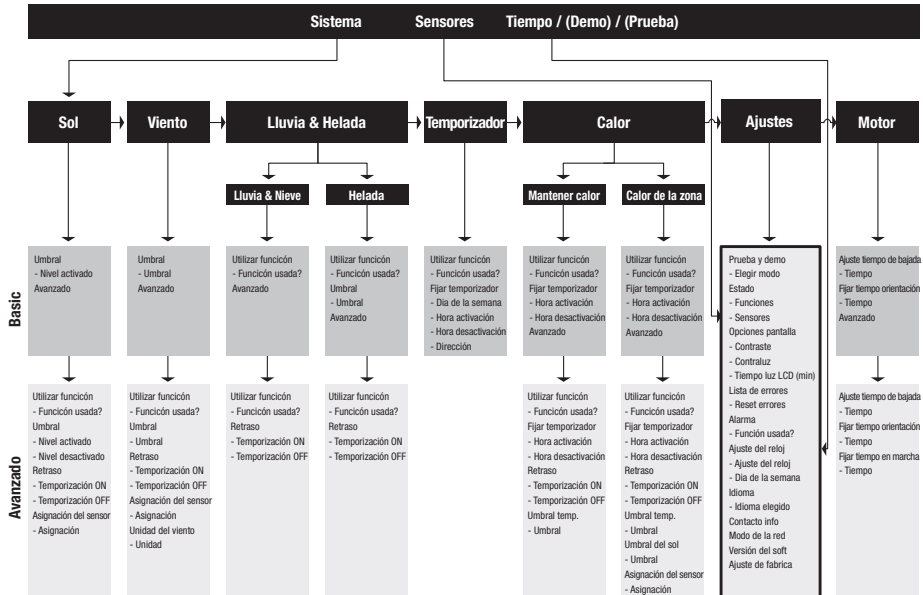 Sistema Sensores Tiempo / (Demo) / (Prueba)
Sol Viento Lluvia & Helada Temporizador Calor Ajustes Motor
Lluvia & Nieve Helada Mantener calor Calor de la zona
Basic
Umbral
- Nivel activado
Avanzado
Umbral
- Umbral
Avanzado
Utilizar función
- Función usada?
Avanzado
Utilizar función
- Función usada?
Umbral
- Umbral
Avanzado
Utilizar función
- Función usada?
Fijar temporizador
- Dia de la semana
- Hora activación
- Hora desactivación
- Dirección
Utilizar función
- Función usada?
Fijar temporizador
- Hora activación
- Hora desactivación
Avanzado
Utilizar función
- Función usada?
Fijar temporizador
- Hora activación
- Hora desactivación
Avanzado
Prueba y demo
- Elegir modo
Estado
- Funciones
- Sensores
Opciones pantalla
- Contraste
- Contraluz
- Tiempo luz LCD (min)
Lista de errores
- Reset errores
Alarma
- Función usada?
Ajuste del reloj
- Ajuste del reloj
- Dia de la semana
Idioma
- Idioma elegido
Contacto info
Modo de la red
Versión del soft
Ajuste de fabrica
Ajuste tiempo de bajada
- Tiempo
Fijar tiempo orientación
- Tiempo
Avanzado
Avanzado
Utilizar función
- Función usada?
Umbral
- Nivel activado
- Nivel desactivado
Retraso
- Temporización ON
- Temporización OFF
Asignación del sensor
- Asignación
Utilizar función
- Función usada?
Umbral
- Umbral
Retraso
- Temporización ON
- Temporización OFF
Asignación del sensor
- Asignación
Unidad del viento
- Unidad
Utilizar función
- Función usada?
Retraso
- Temporización ON
- Temporización OFF
Utilizar función
- Función usada?
Retraso
- Temporización ON
- Temporización OFF
Utilizar función
- Función usada?
Fijar temporizador
- Hora activación
- Hora desactivación
Retraso
- Temporización ON
- Temporización OFF
Umbral temp.
- Umbral
Utilizar función
- Función usada?
Fijar temporizador
- Hora activación
- Hora desactivación
Retraso
- Temporización ON
- Temporización OFF
Umbral temp.
- Umbral
Umbral del sol
- Umbral
Asignación del sensor
- Asignación
Ajuste tiempo de bajada
- Tiempo
Fijar tiempo orientación
- Tiempo
Fijar tiempo en marcha
- Tiempo